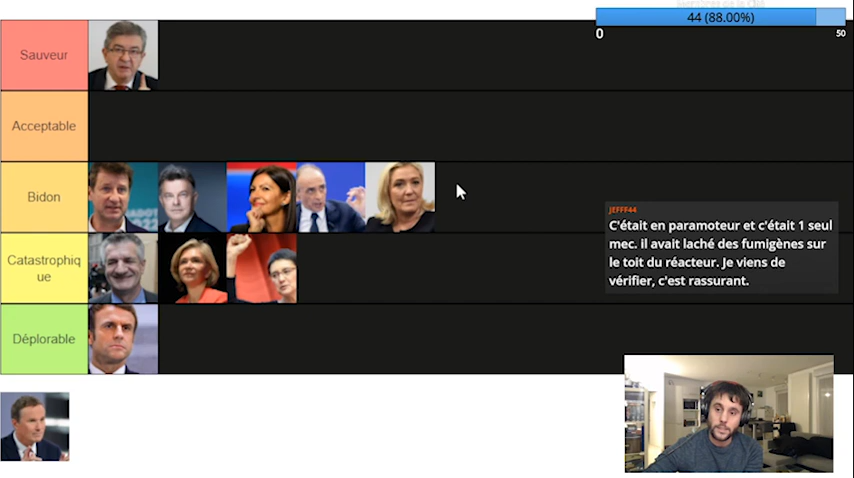 44 (88.00%)
0
50
Sauveur
Acceptable
Bidon
JEFFF44
C'était en paramoteur et c'était 1 seul
mec. il avait laché des fumigènes sur
le toit du réacteur. Je viens de
vérifier, c'est rassurant.
Catastrophiq
ue
Déplorable